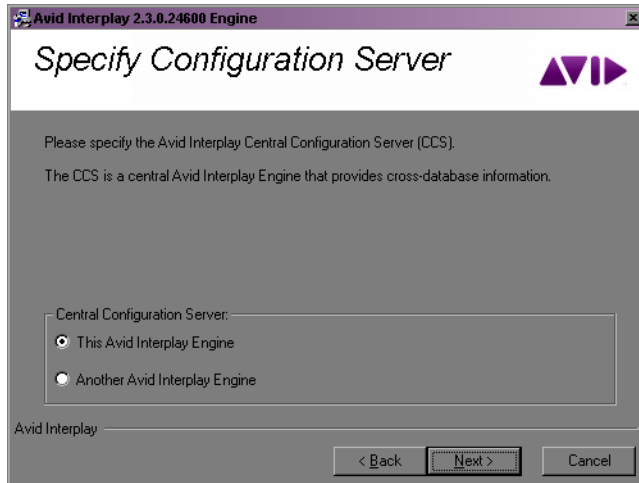 Avid Interplay 2.3.0.24600 Engine
Specify Configuration Server
AVID
Please specify the Avid Interplay Central Configuration Server (CCS).
The CCS is a central Avid Interplay Engine that provides cross-database information.
Central Configuration Server:
This Avid Interplay Engine
Another Avid Interplay Engine
Avid Interplay
< Back
Next >
Cancel